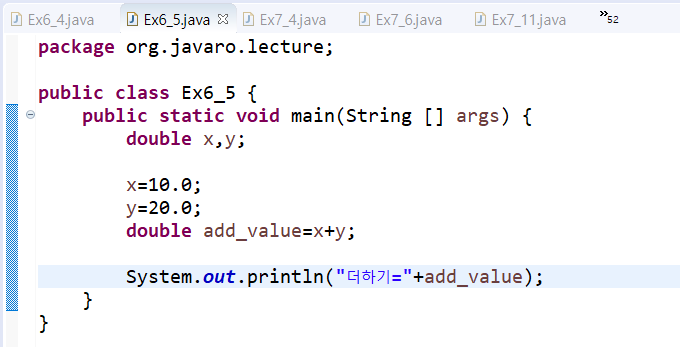 Ex6_4.java Ex6_5.java Ex7_4.java Ex7_6.java Ex7_11.java »52
package org.javaro.lecture;
public class Ex6_5 {
public static void main(String [] args) {
double x,y;
x=10.0;
y=20.0;
double add_value=x+y;
System.out.println("더하기="+add_value);
}
}